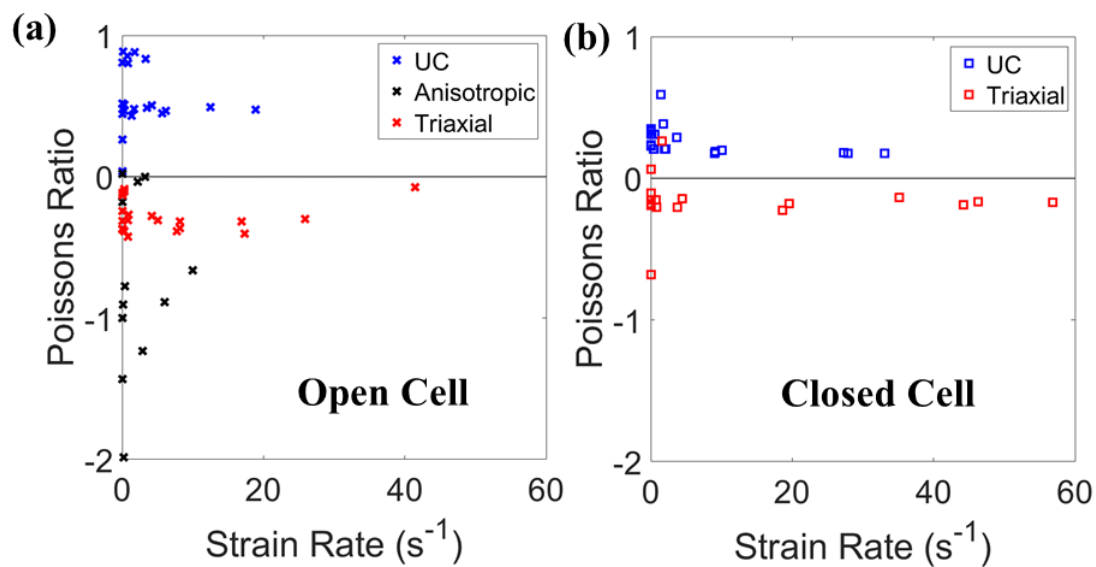 (a)
1
0
-1
-2
Poissons Ratio
UC
Anisotropic
Triaxial
Open Cell
0
20
40
60
Strain Rate (s-1)
(b)
1
0
-1
-2
Poissons Ratio
UC
Triaxial
Closed Cell
0
20
40
60
Strain Rate (s-1)